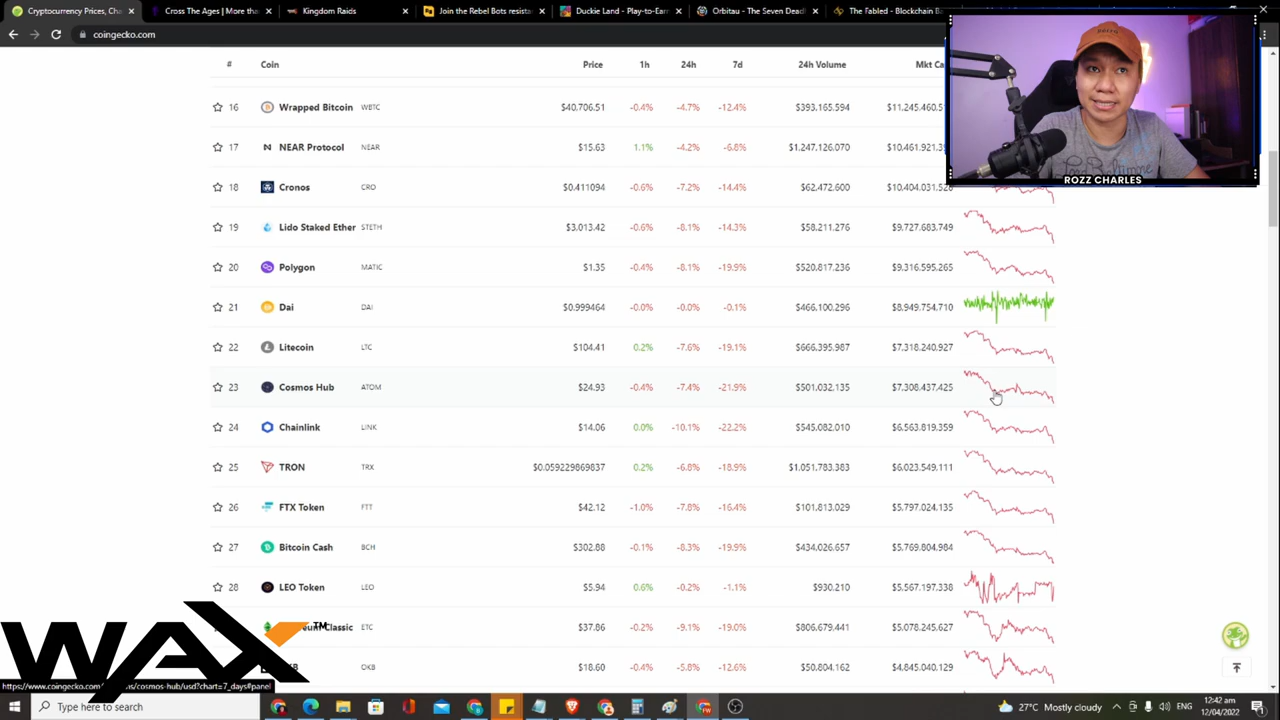 Cryptocurrency Prices, Ch
Cross The Ages | More tha
Kingdom Raids
Join the Rebel Bots resista
Duckie Land - Play-to-Ear
Orbitau - The Seven Deadl
The Fabled - Blockchain B
coingecko.com
# Coin Price 1h 24h 7d 24h Volume Mkt Ca
16 Wrapped Bitcoin WBTC $40,706.51 -0.4% -4.7% -12.4% $393,165,594 $11,245,460,5
17 NEAR Protocol NEAR $15.63 1.1% -4.2% -6.8% $1,247,126,070 $10,461,921,3
18 Cronos CRO $0.411094 -0.6% -7.2% -14.4% $62,472,600 $10,404,031,528
19 Lido Staked Ether STETH $3,013.42 -0.6% -8.1% -14.3% $58,211,276 $9,727,683,749
20 Polygon MATIC $1.35 -0.4% -8.1% -19.9% $520,817,236 $9,316,595,265
21 Dai DAI $0.999464 -0.0% -0.0% -0.1% $466,100,296 $8,949,754,710
22 Litecoin LTC $104.41 0.2% -7.6% -19.1% $666,395,987 $7,318,240,927
23 Cosmos Hub ATOM $24.93 -0.4% -7.4% -21.9% $501,032,135 $7,308,437,425
24 Chainlink LINK $14.06 0.0% -10.1% -22.2% $545,082,010 $6,563,819,359
25 TRON TRX $0.059229869837 0.2% -6.8% -18.9% $1,051,783,383 $6,023,549,111
26 FTX Token FTT $42.12 -1.0% -7.8% -16.4% $101,813,029 $5,797,024,135
27 Bitcoin Cash BCH $302.88 -0.1% -8.3% -19.9% $434,026,657 $5,769,804,984
28 LEO Token LEO $5.94 0.6% -0.2% -1.1% $930,210 $5,567,197,338
Classic ETC $37.86 -0.2% -9.1% -19.0% $806,679,441 $5,078,245,627
OKB $18.60 -0.4% -5.8% -12.6% $50,804,162 $4,845,040,129
ROZZ CHARLES
WAX™
Type here to search
27°C Mostly cloudy
ENG
12:42 am
12/04/2022